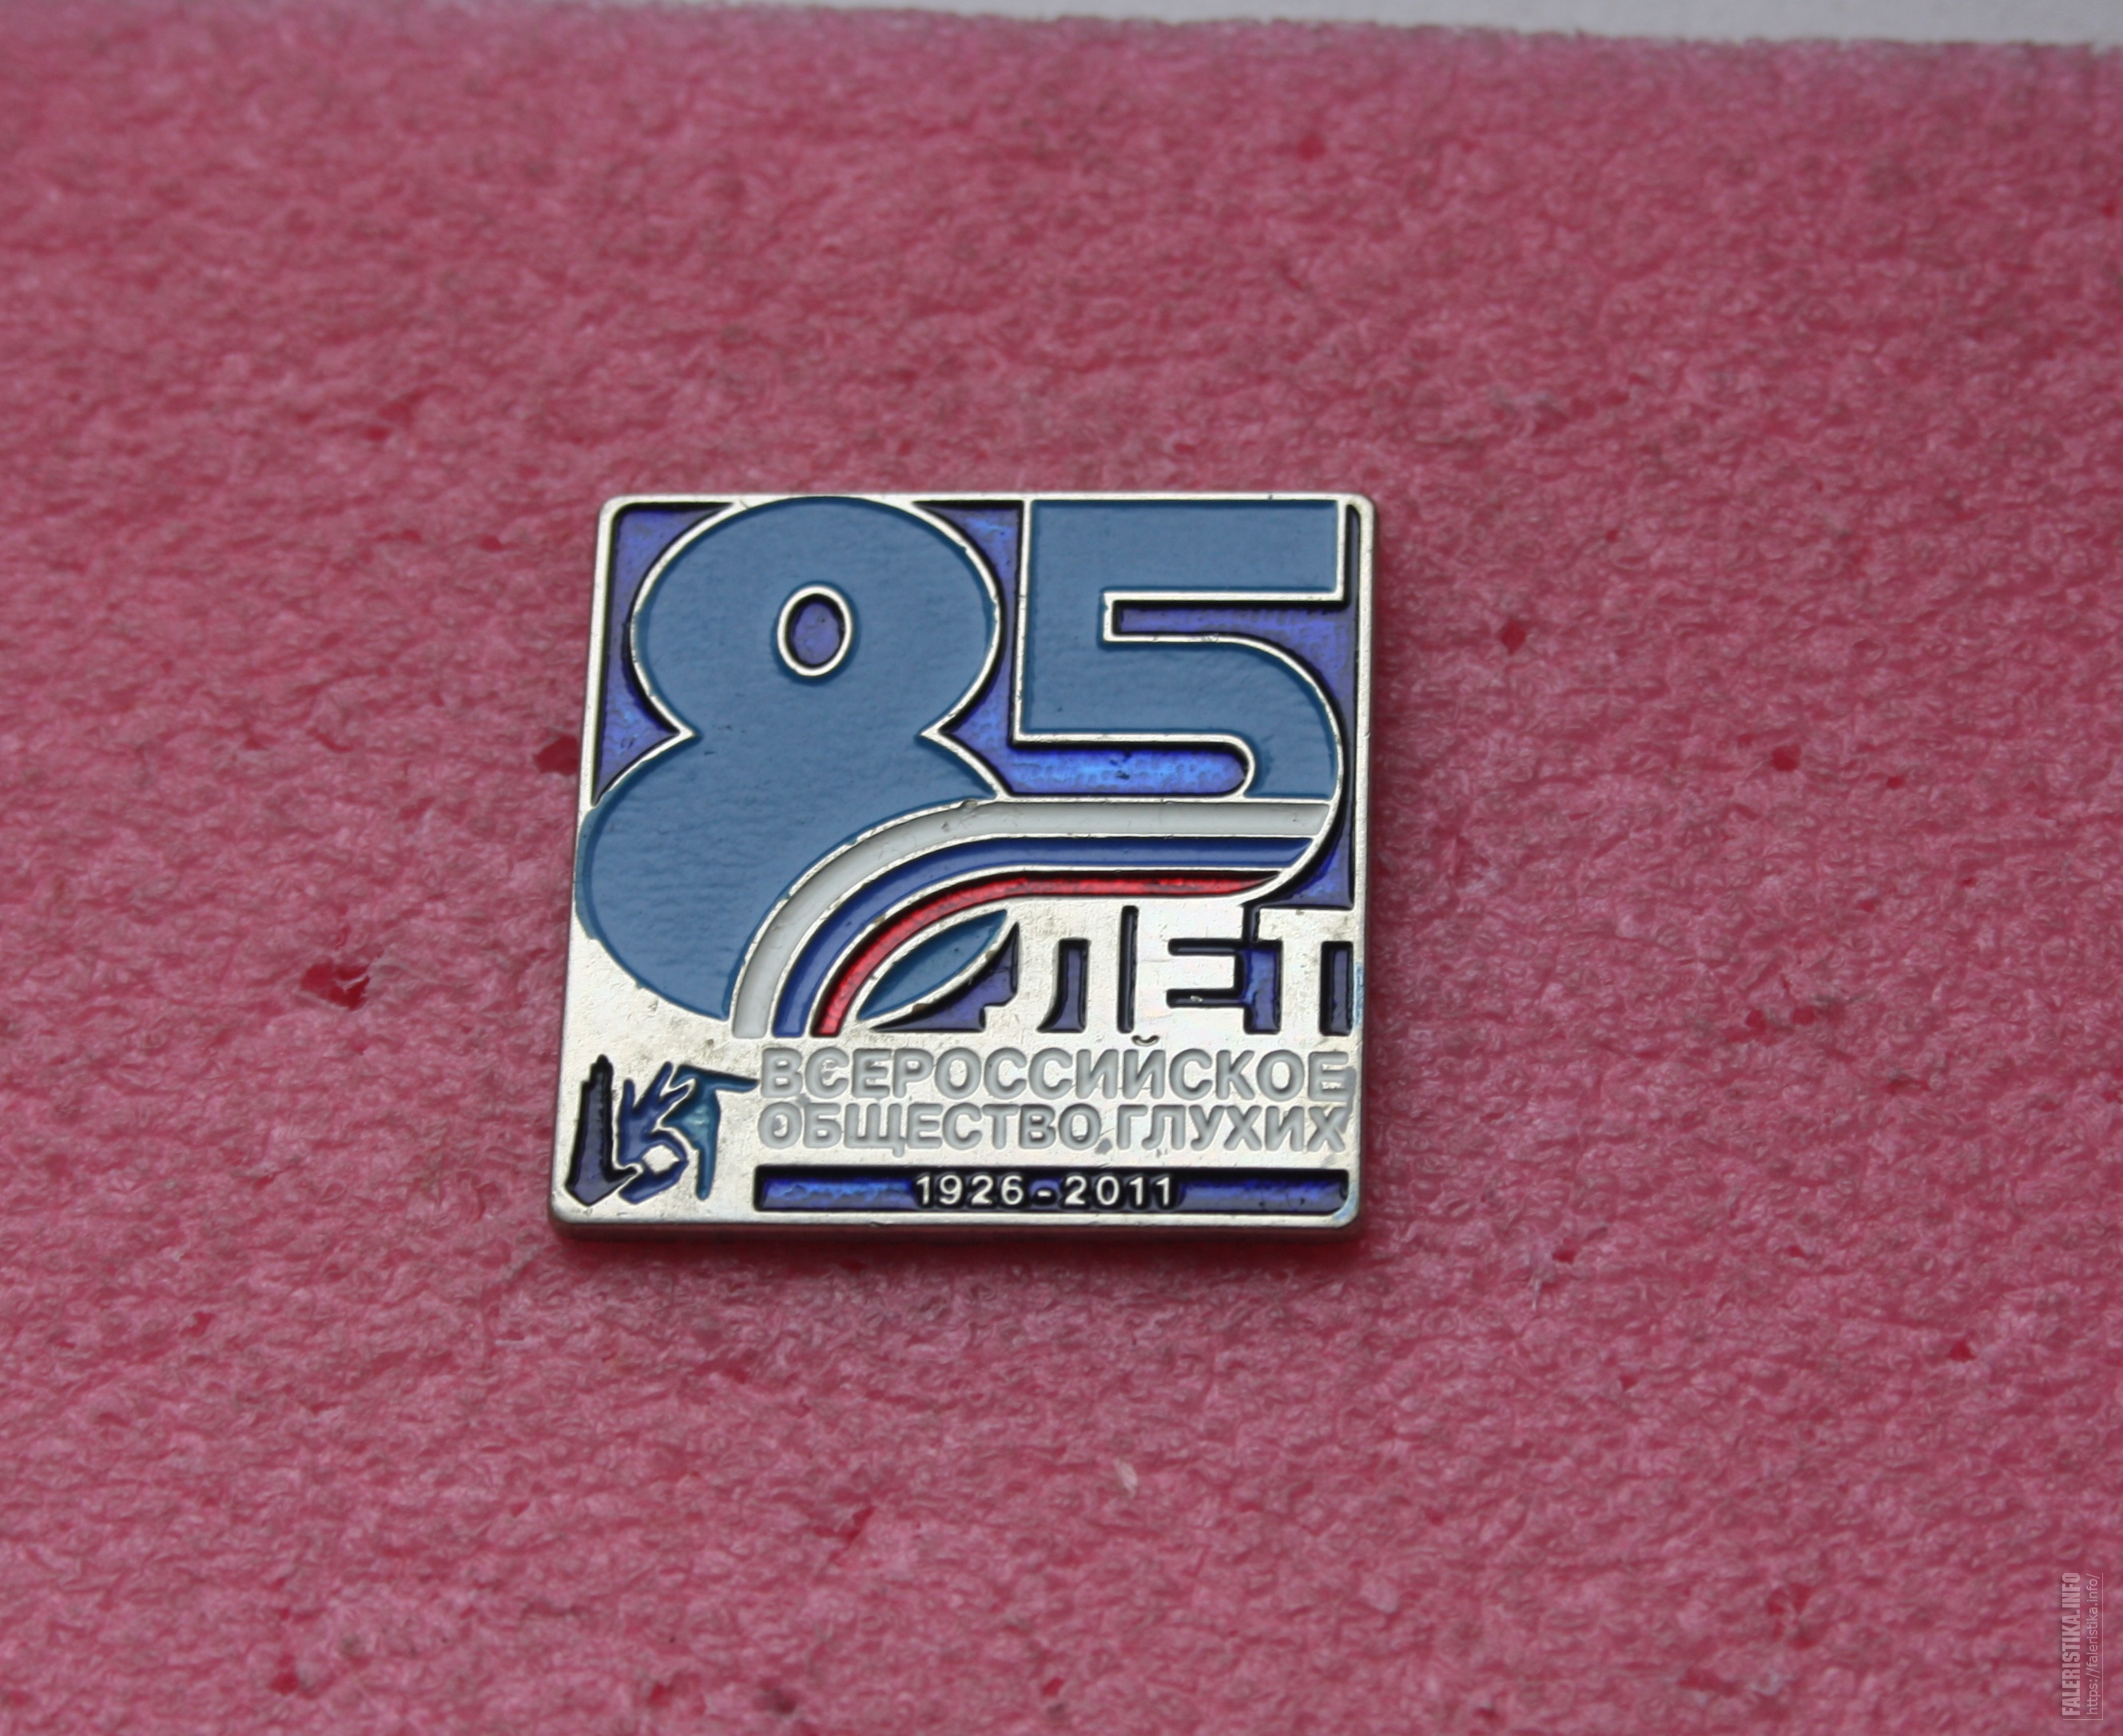 85
ЛЕТ
ВСЕРОССИЙСКОЕ
ОБЩЕСТВО ГЛУХИХ
1926-2011
FALERISTIKA.INFO
https://faleristika.info/